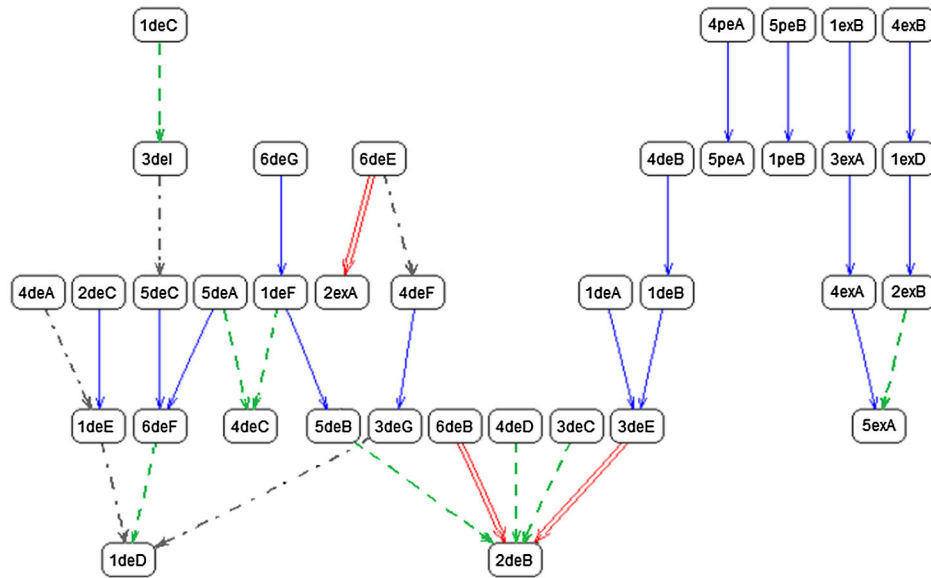 1deC 4peA 5peB 1exB 4exB
3deI 6deG 6deE 4deB 5peA 1peB 3exA 1exD
4deA 2deC 5deC 5deA 1deF 2exA 4deF 1deA 1deB 4exA 2exB
1deE 6deF 4deC 5deB 3deG 6deB 4deD 3deC 3deE 5exA
1deD 2deB